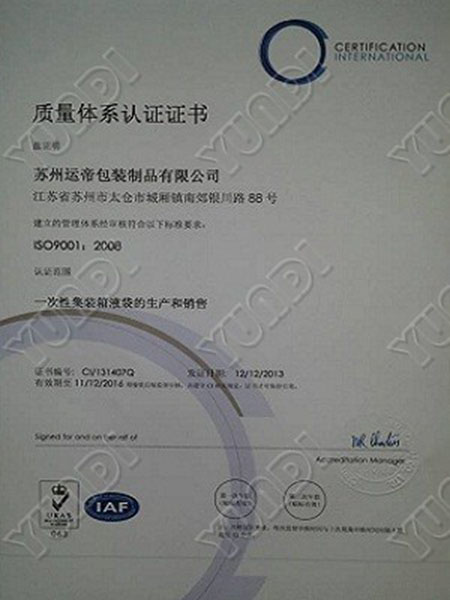 CERTIFICATION
INTERNATIONAL
质量体系认证证书
兹证明
苏州运帝包装制品有限公司
江苏省苏州市太仓市城厢镇南郊银川路 88 号
建立的管理体系经审核符合以下标准要求:
ISO9001: 2008
认证范围
一次性集装箱液袋的生产和销售
证书编号: CI/131407Q 发证日期: 12/12/2013
有效期至 11/12/2016
Signed for and on behalf of
Accreditation Manager
UKAS
IAF
YUNDI